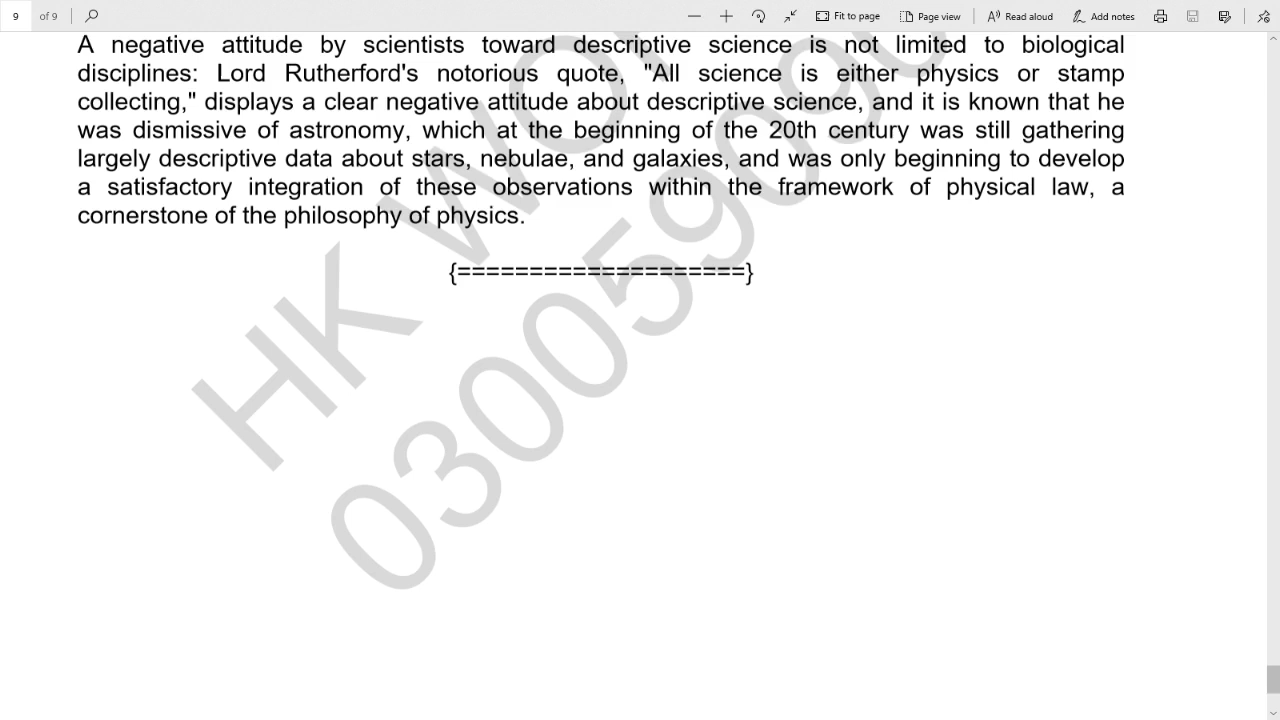 9 of 9 Fit to page Page view Read aloud Add notes
A negative attitude by scientists toward descriptive science is not limited to biological
disciplines: Lord Rutherford's notorious quote, "All science is either physics or stamp
collecting," displays a clear negative attitude about descriptive science, and it is known that he
was dismissive of astronomy, which at the beginning of the 20th century was still gathering
largely descriptive data about stars, nebulae, and galaxies, and was only beginning to develop
a satisfactory integration of these observations within the framework of physical law, a
cornerstone of the philosophy of physics.
{====================}
HK